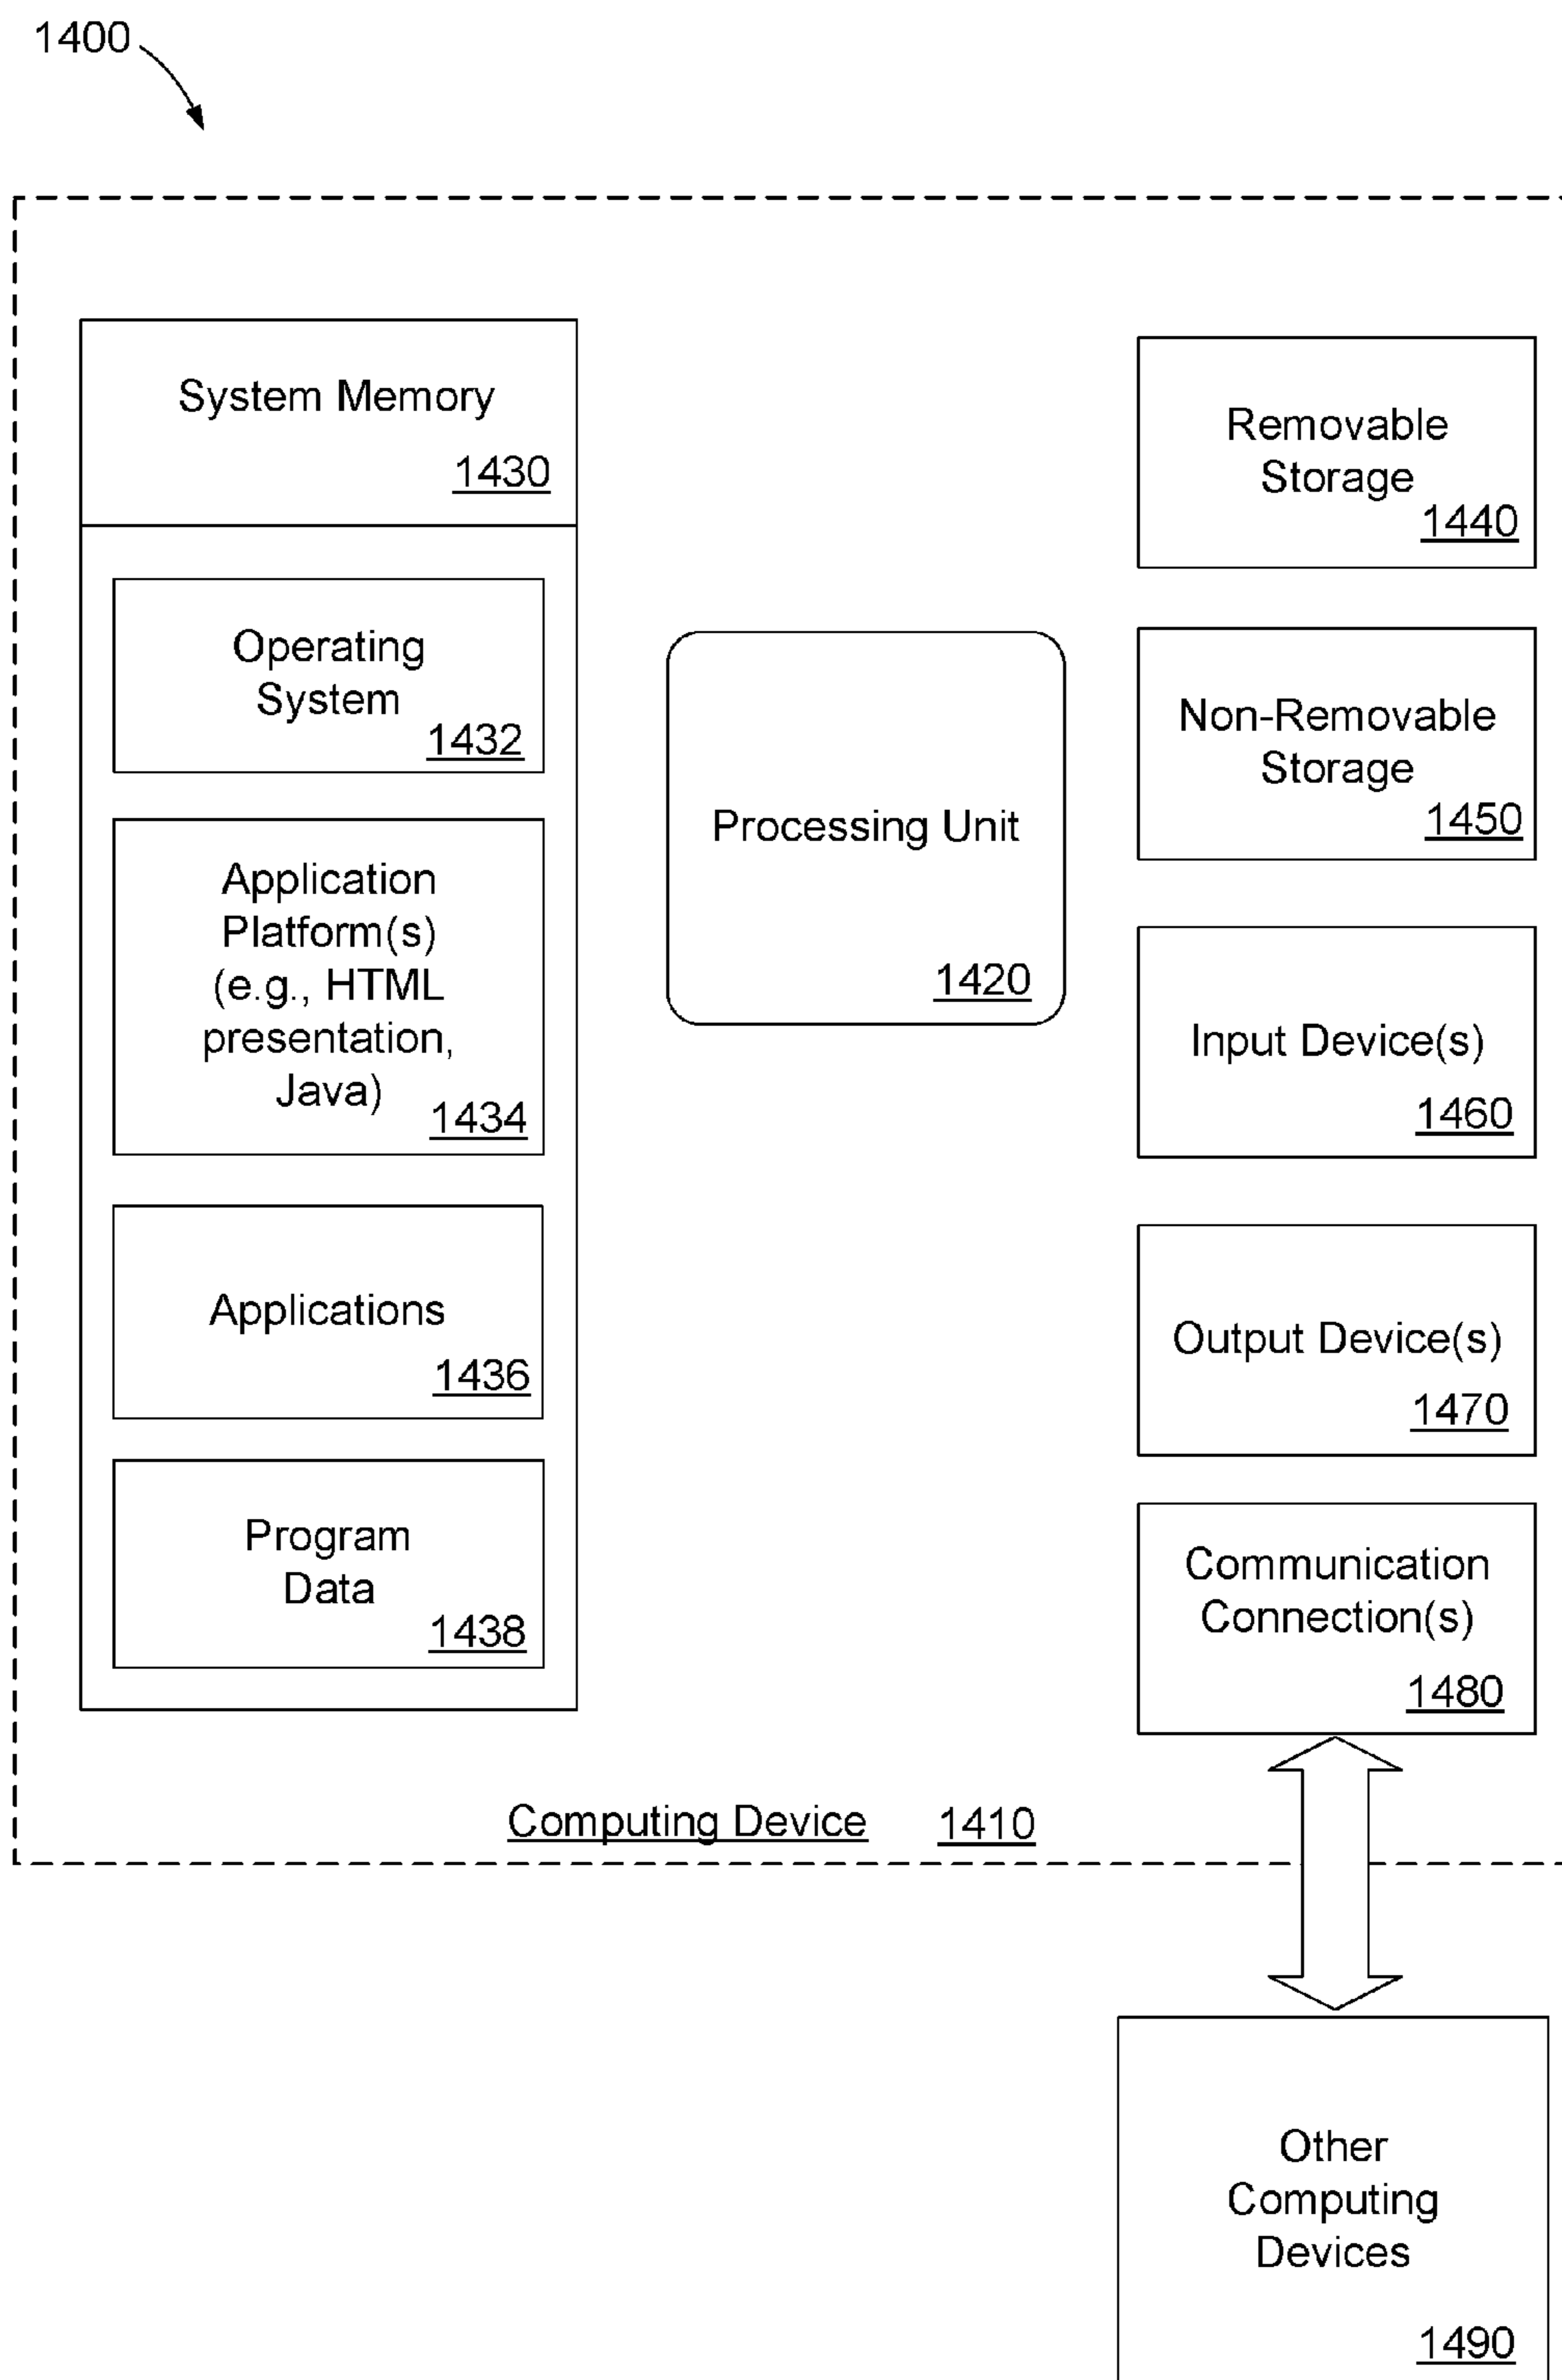 1400
System Memory
1430
Operating
System
1432
Application
Platform(s)
(e.g., HTML
presentation,
Java)
1434
Applications
1436
Program
Data
1438
Processing Unit
1420
Removable
Storage
1440
Non-Removable
Storage
1450
Input Device(s)
1460
Output Device(s)
1470
Communication
Connection(s)
1480
Computing Device 1410
Other
Computing
Devices
1490